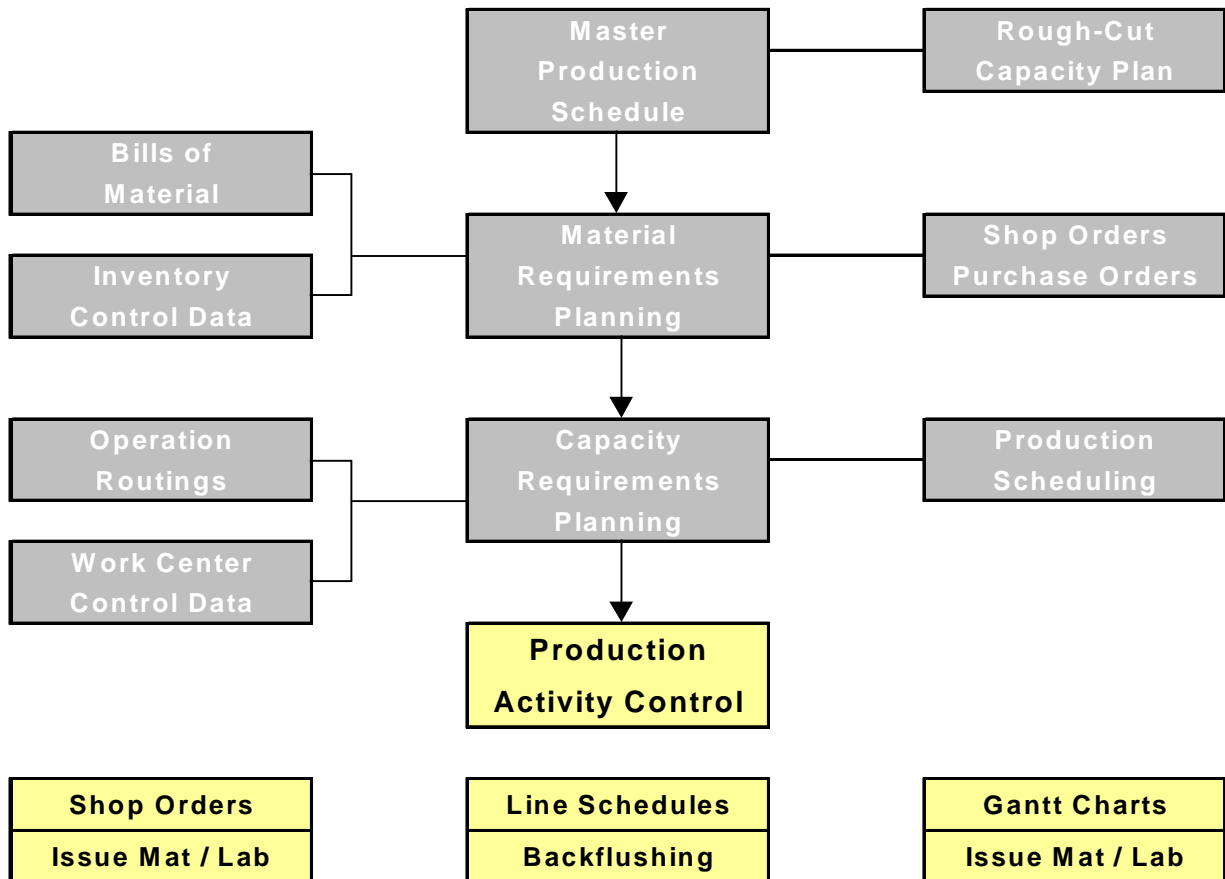 Master
Production
Schedule
Rough-Cut
Capacity Plan
Bills of
Material
Inventory
Control Data
Material
Requirements
Planning
Shop Orders
Purchase Orders
Operation
Routings
Work Center
Control Data
Capacity
Requirements
Planning
Production
Scheduling
Production
Activity Control
Shop Orders
Issue Mat / Lab
Line Schedules
Backflushing
Gantt Charts
Issue Mat / Lab